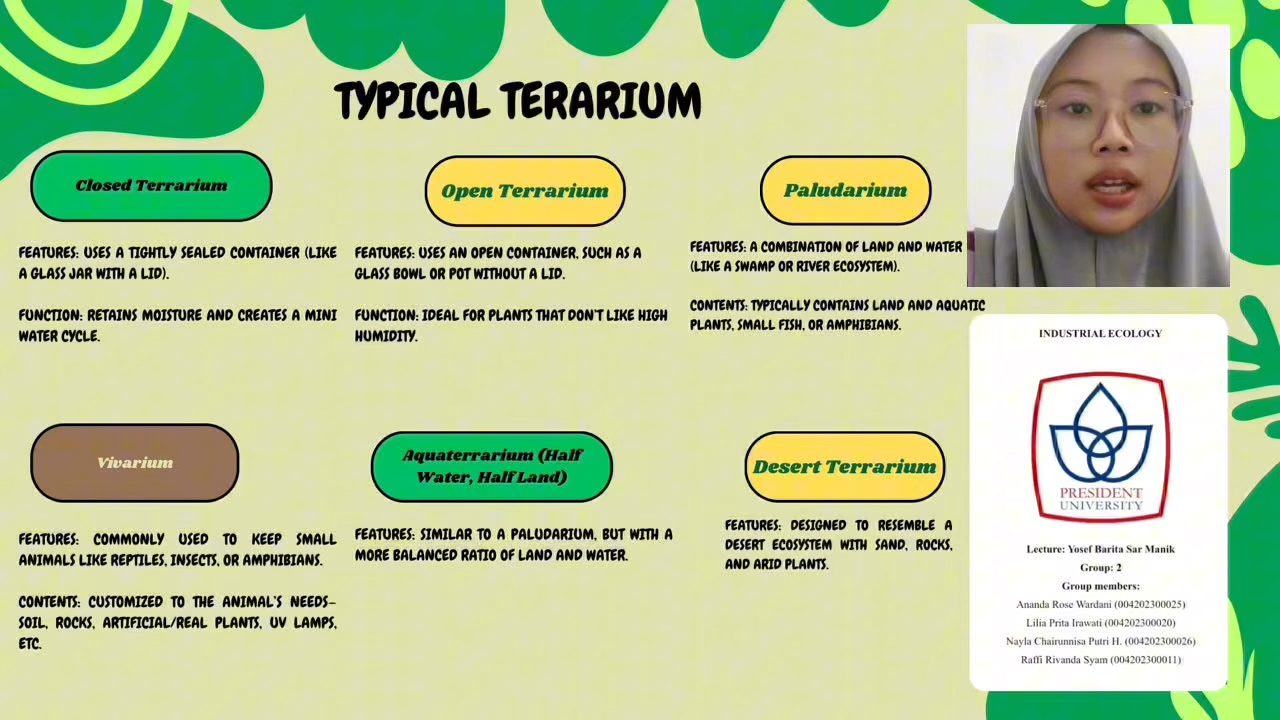 TYPICAL TERARIUM
Closed Terrarium
FEATURES: USES A TIGHTLY SEALED CONTAINER (LIKE
A GLASS JAR WITH A LID).
FUNCTION: RETAINS MOISTURE AND CREATES A MINI
WATER CYCLE.
Open Terrarium
FEATURES: USES AN OPEN CONTAINER, SUCH AS A
GLASS BOWL OR POT WITHOUT A LID.
FUNCTION: IDEAL FOR PLANTS THAT DON'T LIKE HIGH
HUMIDITY.
Paludarium
FEATURES: A COMBINATION OF LAND AND WATER
(LIKE A SWAMP OR RIVER ECOSYSTEM).
CONTENTS: TYPICALLY CONTAINS LAND AND AQUATIC
PLANTS, SMALL FISH, OR AMPHIBIANS.
Vivarium
FEATURES: COMMONLY USED TO KEEP SMALL
ANIMALS LIKE REPTILES, INSECTS, OR AMPHIBIANS.
CONTENTS: CUSTOMIZED TO THE ANIMAL'S NEEDS—
SOIL, ROCKS, ARTIFICIAL/REAL PLANTS, UV LAMPS,
ETC.
Aquaterrarium (Half
Water, Half Land)
FEATURES: SIMILAR TO A PALUDARIUM, BUT WITH A
MORE BALANCED RATIO OF LAND AND WATER.
Desert Terrarium
FEATURES: DESIGNED TO RESEMBLE A
DESERT ECOSYSTEM WITH SAND, ROCKS,
AND ARID PLANTS.
INDUSTRIAL ECOLOGY
PRESIDENT
UNIVERSITY
Lecture: Yosef Barita Sar Manik
Group: 2
Group members:
Ananda Rose Wardani (004202300025)
Lilia Prita Irawati (004202300020)
Nayla Chairunnisa Putri H. (004202300026)
Raffi Rivanda Syam (004202300011)